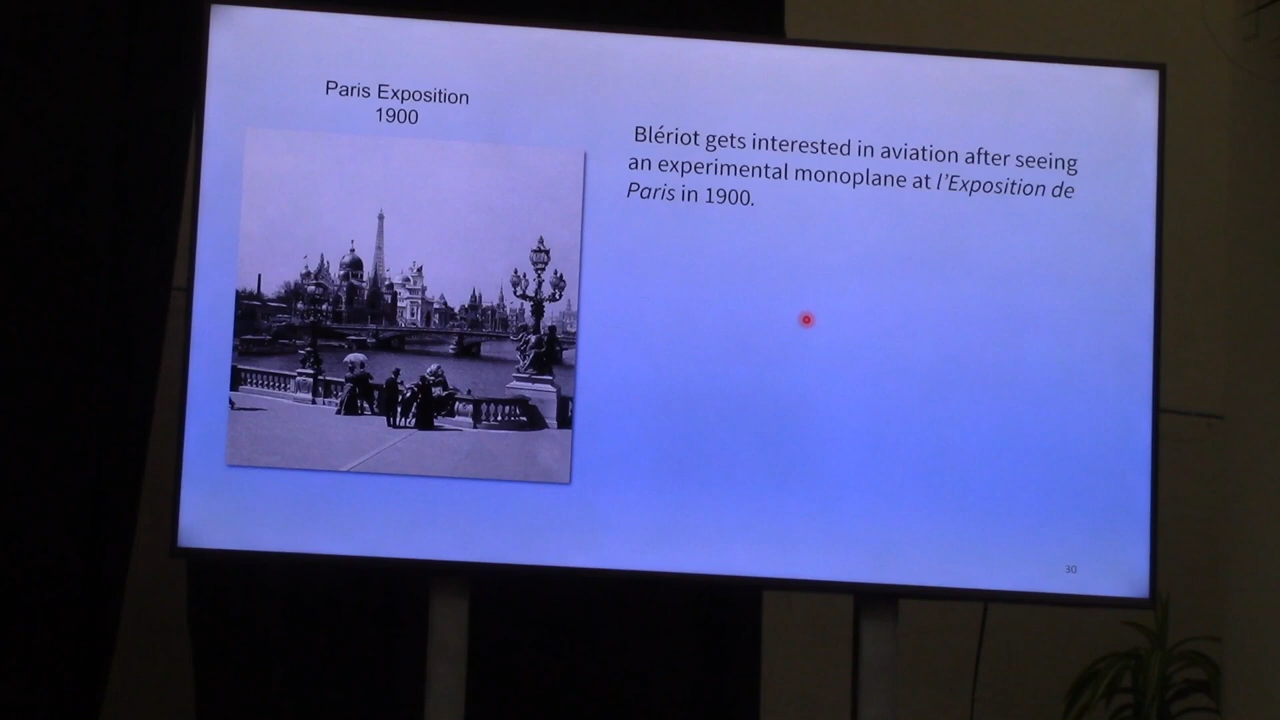 Paris Exposition
1900
Blériot gets interested in aviation after seeing
an experimental monoplane at l’Exposition de
Paris in 1900.
30